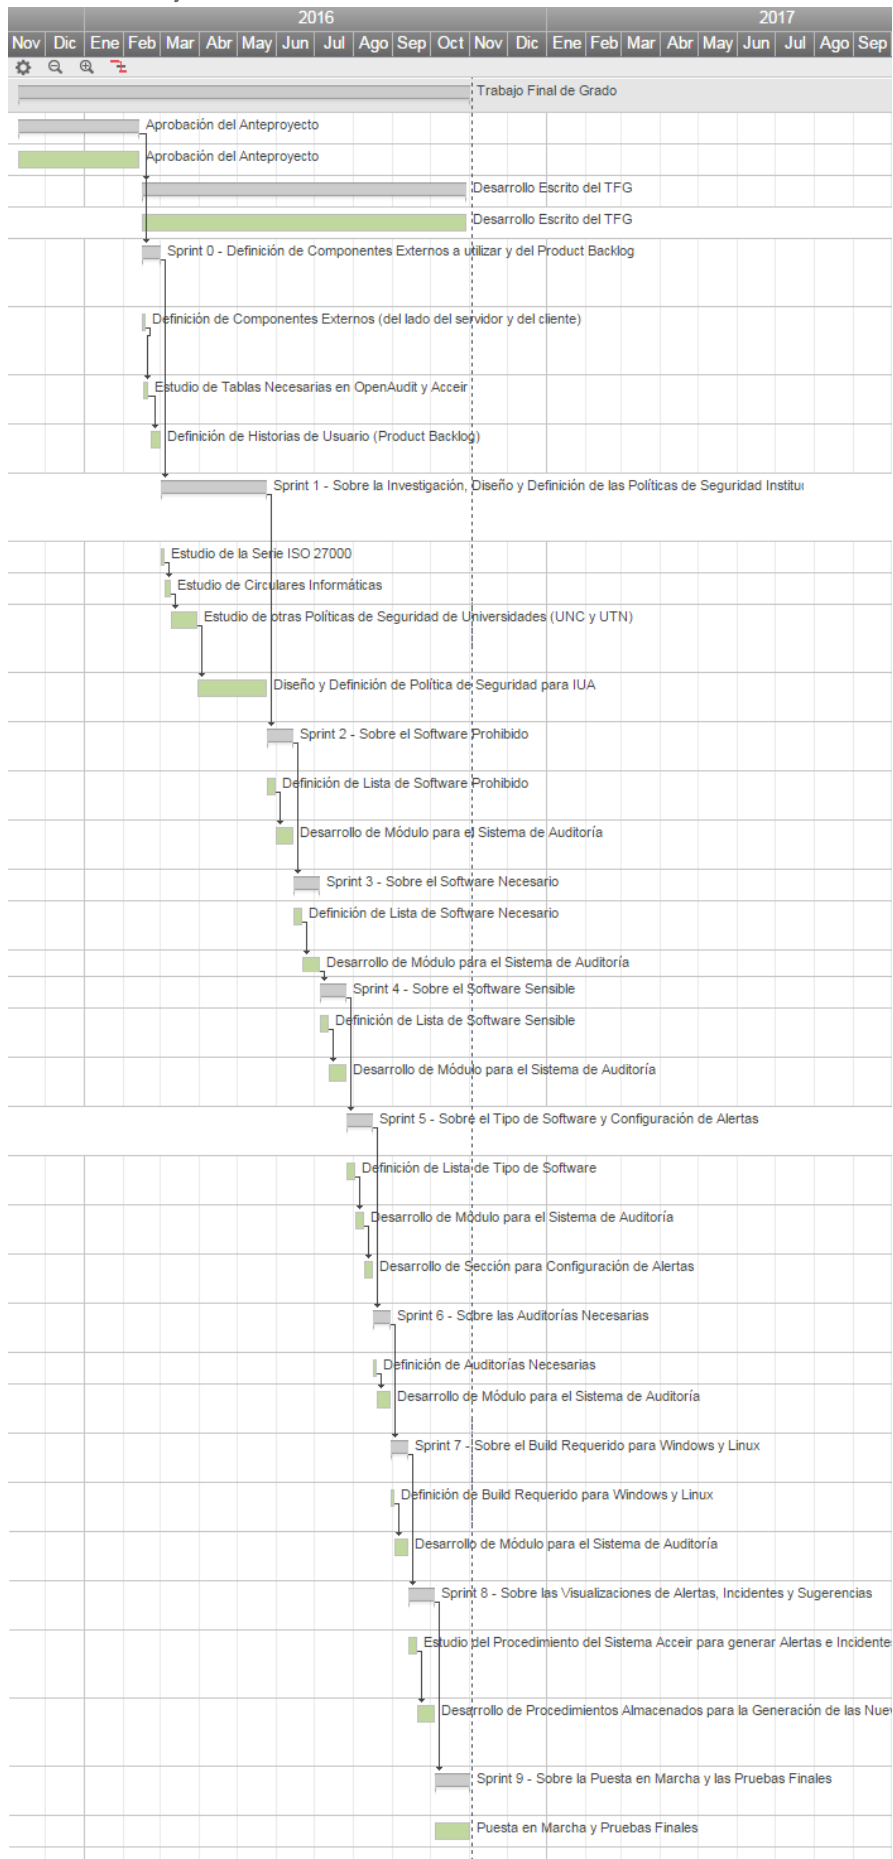 2016
2017
Nov Dic Ene Feb Mar Abr May Jun Jul Ago Sep Oct Nov Dic Ene Feb Mar Abr May Jun Jul Ago Sep
Trabajo Final de Grado
Aprobación del Anteproyecto
Aprobación del Anteproyecto
Desarrollo Escrito del TFG
Desarrollo Escrito del TFG
Sprint 0 - Definición de Componentes Externos a utilizar y del Product Backlog
Definición de Componentes Externos (del lado del servidor y del cliente)
Estudio de Tablas Necesarias en OpenAudit y Acceir
Definición de Historias de Usuario (Product Backlog)
Sprint 1 - Sobre la Investigación, Diseño y Definición de las Políticas de Seguridad Institu
Estudio de la Serie ISO 27000
Estudio de Circulares Informáticas
Estudio de otras Políticas de Seguridad de Universidades (UNC y UTN)
Diseño y Definición de Política de Seguridad para IUA
Sprint 2 - Sobre el Software Prohibido
Definición de Lista de Software Prohibido
Desarrollo de Módulo para el Sistema de Auditoría
Sprint 3 - Sobre el Software Necesario
Definición de Lista de Software Necesario
Desarrollo de Módulo para el Sistema de Auditoría
Sprint 4 - Sobre el Software Sensible
Definición de Lista de Software Sensible
Desarrollo de Módulo para el Sistema de Auditoría
Sprint 5 - Sobre el Tipo de Software y Configuración de Alertas
Definición de Lista de Tipo de Software
Desarrollo de Módulo para el Sistema de Auditoría
Desarrollo de Sección para Configuración de Alertas
Sprint 6 - Sobre las Auditorías Necesarias
Definición de Auditorías Necesarias
Desarrollo de Módulo para el Sistema de Auditoría
Sprint 7 - Sobre el Build Requerido para Windows y Linux
Definición de Build Requerido para Windows y Linux
Desarrollo de Módulo para el Sistema de Auditoría
Sprint 8 - Sobre las Visualizaciones de Alertas, Incidentes y Sugerencias
Estudio del Procedimiento del Sistema Acceir para generar Alertas e Incidente
Desarrollo de Procedimientos Almacenados para la Generación de las Nue
Sprint 9 - Sobre la Puesta en Marcha y las Pruebas Finales
Puesta en Marcha y Pruebas Finales